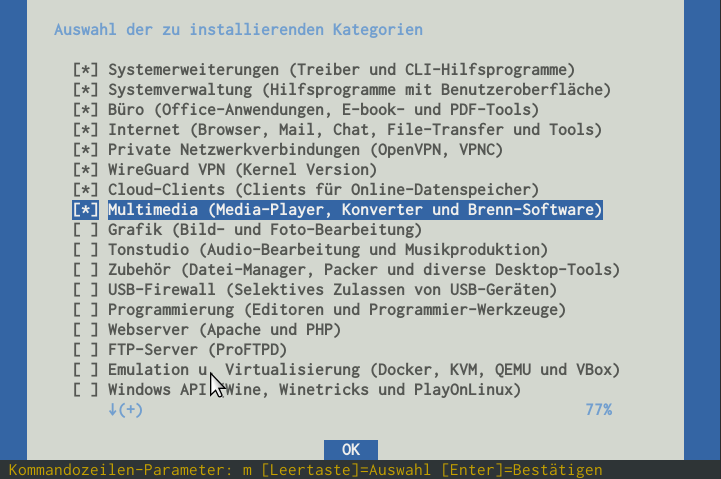 Auswahl der zu installierenden Kategorien
[*] Systemerweiterungen (Treiber und CLI-Hilfsprogramme)
[*] Systemverwaltung (Hilfsprogramme mit Benutzeroberfläche)
[*] Büro (Office-Anwendungen, E-book- und PDF-Tools)
[*] Internet (Browser, Mail, Chat, File-Transfer und Tools)
[*] Private Netzwerkverbindungen (OpenVPN, VPNC)
[*] WireGuard VPN (Kernel Version)
[*] Cloud-Clients (Clients für Online-Datenspeicher)
[*] Multimedia (Media-Player, Konverter und Brenn-Software)
[ ] Grafik (Bild- und Foto-Bearbeitung)
[ ] Tonstudio (Audio-Bearbeitung und Musikproduktion)
[ ] Zubehör (Datei-Manager, Packer und diverse Desktop-Tools)
[ ] USB-Firewall (Selektives Zulassen von USB-Geräten)
[ ] Programmierung (Editoren und Programmier-Werkzeuge)
[ ] Webserver (Apache und PHP)
[ ] FTP-Server (ProFTPD)
[ ] Emulation u. Virtualisierung (Docker, KVM, QEMU und VBox)
[ ] Windows API (Wine, Winetricks und PlayOnLinux)
↓(+) 77%
OK
Kommandozeilen-Parameter: m [Leertaste]=Auswahl [Enter]=Bestätigen